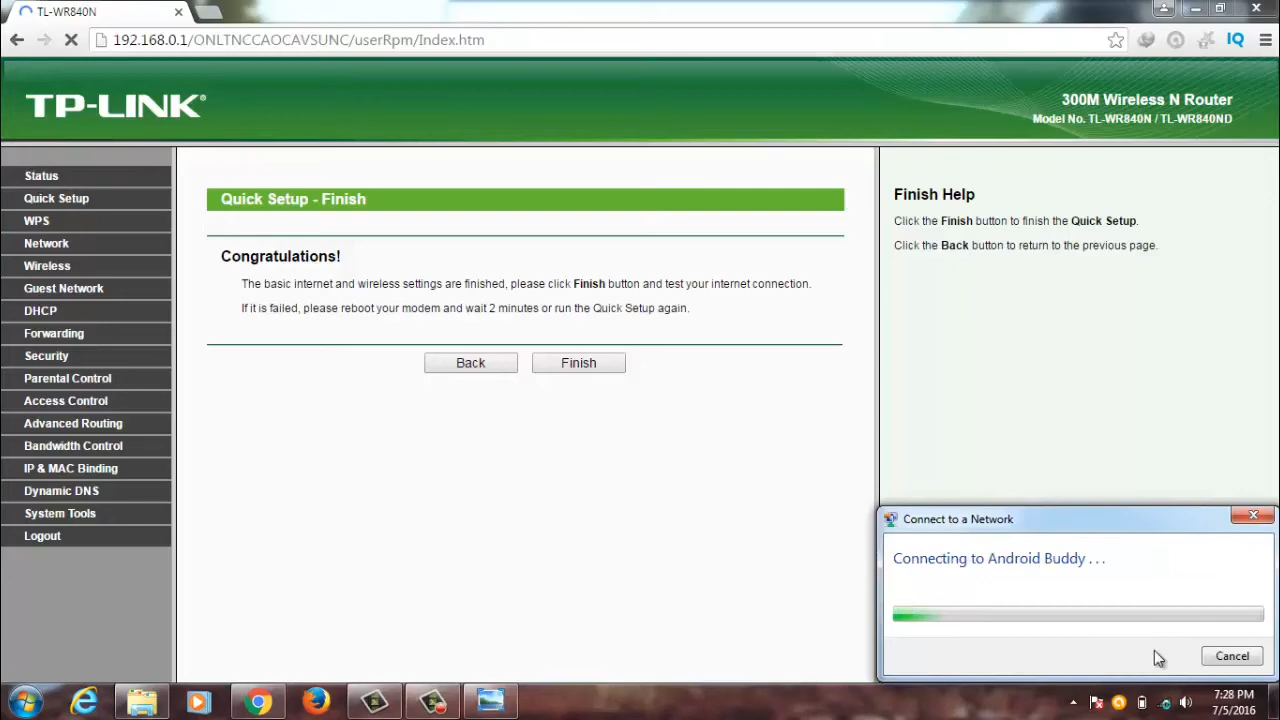 TL-WR840N
192.168.0.1/ONLTNCCAOCAVSUNC/userRpm/Index.htm
IQ
TP-LINK®
300M Wireless N Router
Model No. TL-WR840N / TL-WR840ND
Status
Quick Setup
WPS
Network
Wireless
Guest Network
DHCP
Forwarding
Security
Parental Control
Access Control
Advanced Routing
Bandwidth Control
IP & MAC Binding
Dynamic DNS
System Tools
Logout
Quick Setup - Finish
Congratulations!
The basic internet and wireless settings are finished, please click Finish button and test your internet connection.
If it is failed, please reboot your modem and wait 2 minutes or run the Quick Setup again.
Back
Finish
Finish Help
Click the Finish button to finish the Quick Setup.
Click the Back button to return to the previous page.
Connect to a Network
Connecting to Android Buddy . . .
Cancel
7:28 PM
7/5/2016